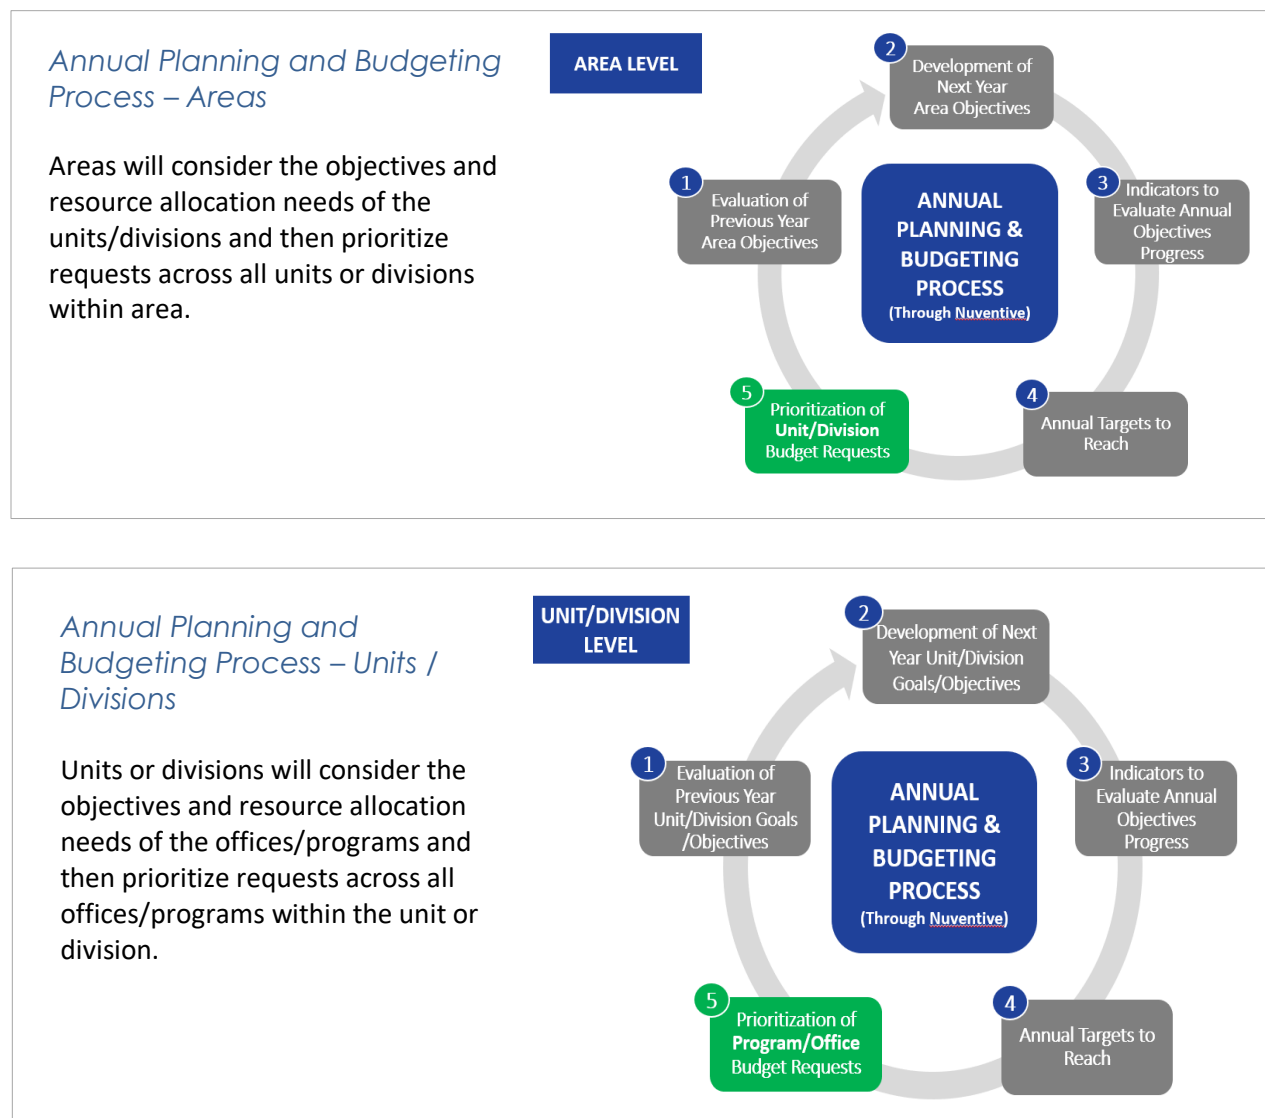 Annual Planning and Budgeting
Process – Areas
Areas will consider the objectives and
resource allocation needs of the
units/divisions and then prioritize
requests across all units or divisions
within area.
AREA LEVEL
1
Evaluation of
Previous Year
Area Objectives
2
Development of
Next Year
Area Objectives
3
Indicators to
Evaluate Annual
Objectives
Progress
4
Annual Targets to
Reach
5
Prioritization of
Unit/Division
Budget Requests
ANNUAL
PLANNING &
BUDGETING
PROCESS
(Through Nuventive)
Annual Planning and
Budgeting Process – Units /
Divisions
Units or divisions will consider the
objectives and resource allocation
needs of the offices/programs and
then prioritize requests across all
offices/programs within the unit or
division.
UNIT/DIVISION
LEVEL
1
Evaluation of
Previous Year
Unit/Division Goals
/Objectives
2
Development of Next
Year Unit/Division
Goals/Objectives
3
Indicators to
Evaluate Annual
Objectives
Progress
4
Annual Targets to
Reach
5
Prioritization of
Program/Office
Budget Requests
ANNUAL
PLANNING &
BUDGETING
PROCESS
(Through Nuventive)